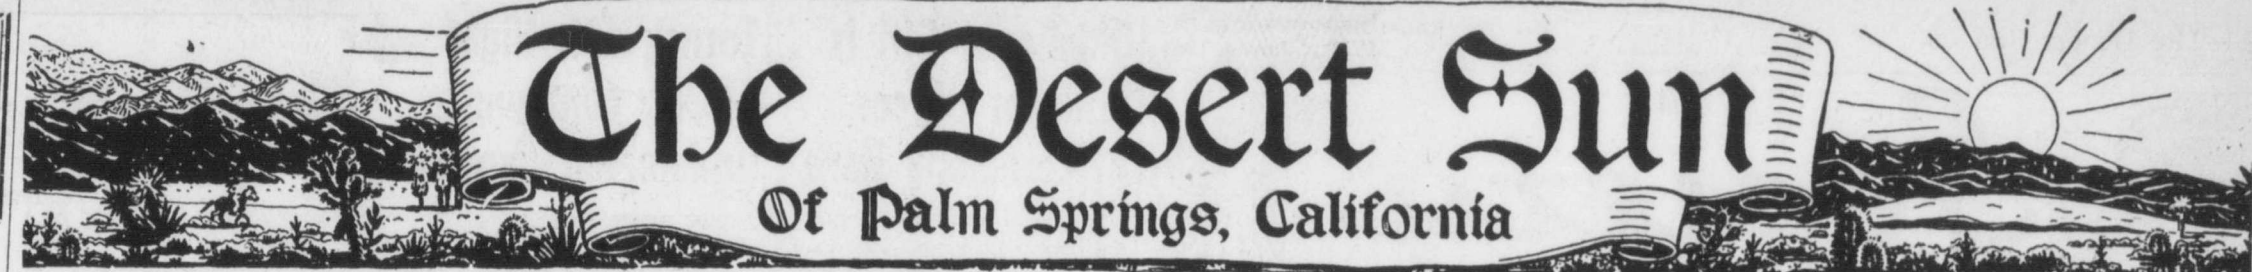 The Desert Sun
Of Palm Springs, California